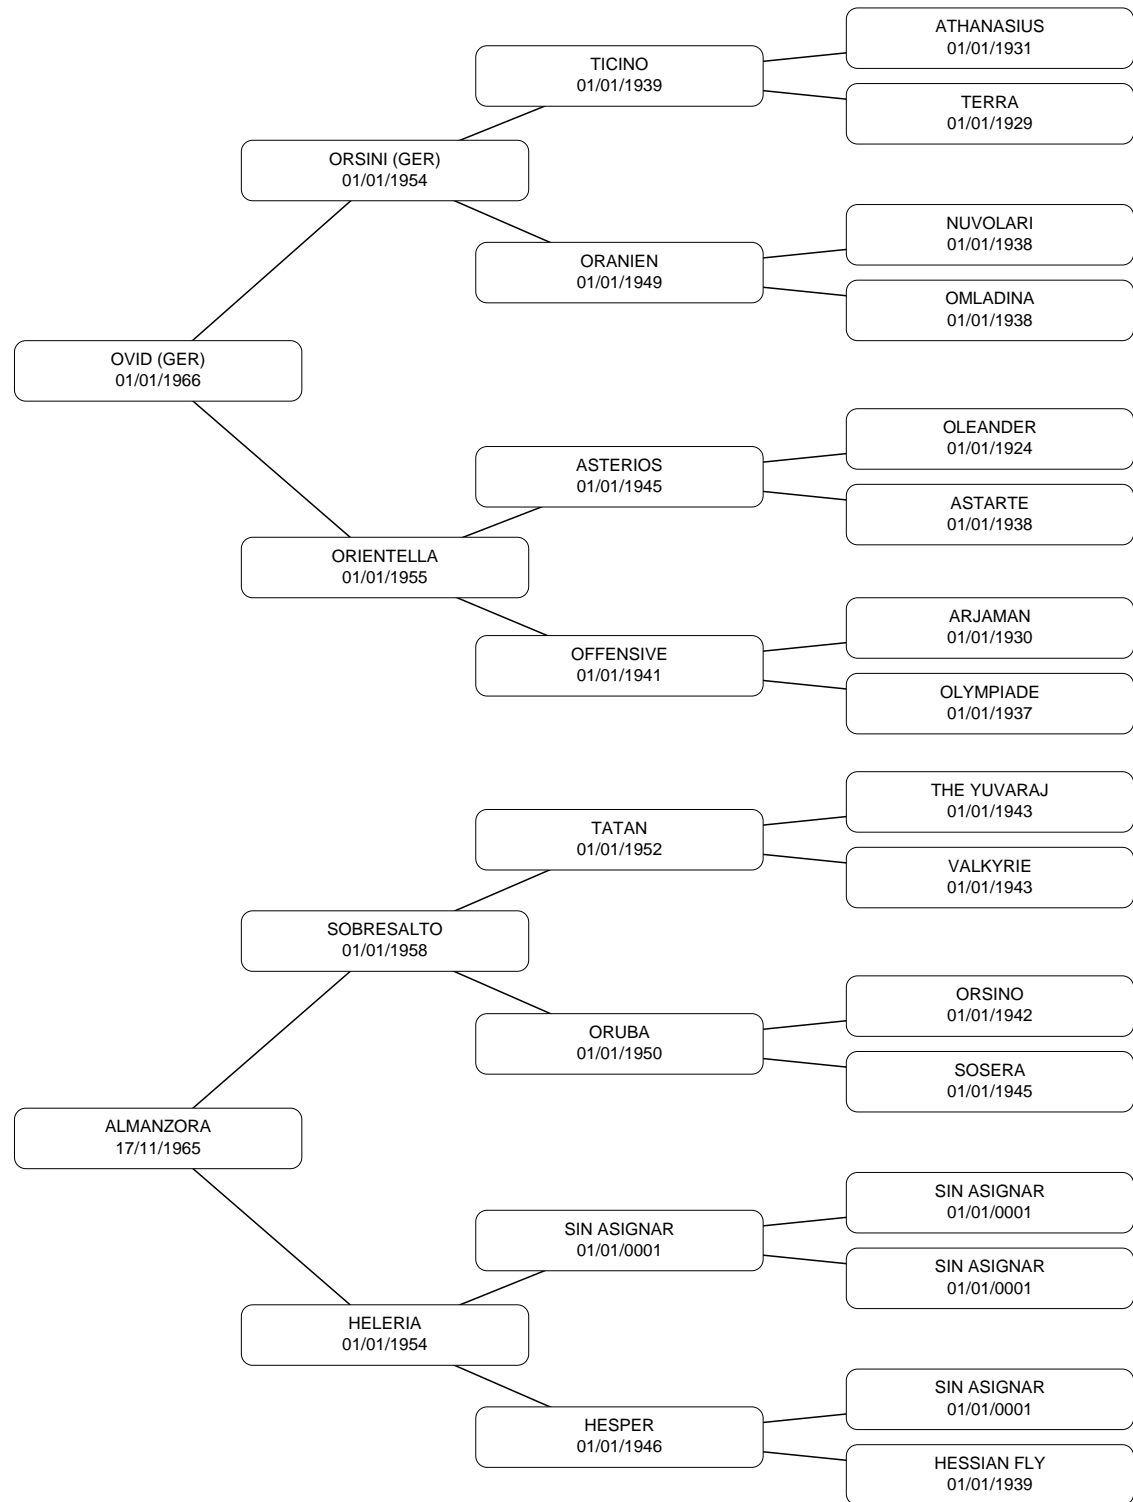 ATHANASIUS
01/01/1931
TICINO
01/01/1939
TERRA
01/01/1929
ORSINI (GER)
01/01/1954
NUVOLARI
01/01/1938
ORANIEN
01/01/1949
OMLADINA
01/01/1938
OVID (GER)
01/01/1966
OLEANDER
01/01/1924
ASTERIOS
01/01/1945
ASTARTE
01/01/1938
ORIENTELLA
01/01/1955
ARJAMAN
01/01/1930
OFFENSIVE
01/01/1941
OLYMPIADE
01/01/1937
THE YUVARAJ
01/01/1943
TATAN
01/01/1952
VALKYRIE
01/01/1943
SOBRESALTO
01/01/1958
ORSINO
01/01/1942
ORUBA
01/01/1950
SOSERA
01/01/1945
ALMANZORA
17/11/1965
SIN ASIGNAR
01/01/0001
SIN ASIGNAR
01/01/0001
SIN ASIGNAR
01/01/0001
HELERIA
01/01/1954
SIN ASIGNAR
01/01/0001
HESPER
01/01/1946
HESSIAN FLY
01/01/1939